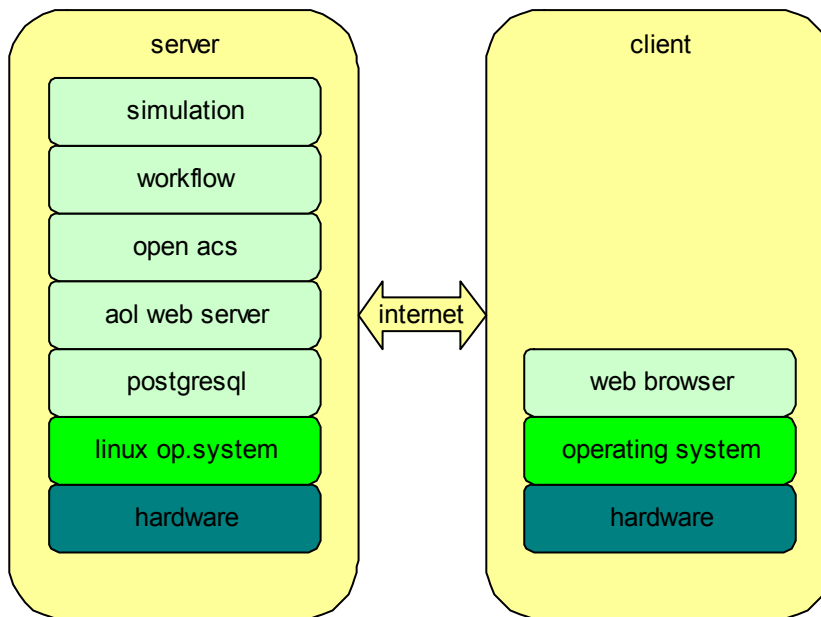 server
simulation
workflow
open acs
aol web server
postgresql
linux op.system
hardware
internet
client
web browser
operating system
hardware